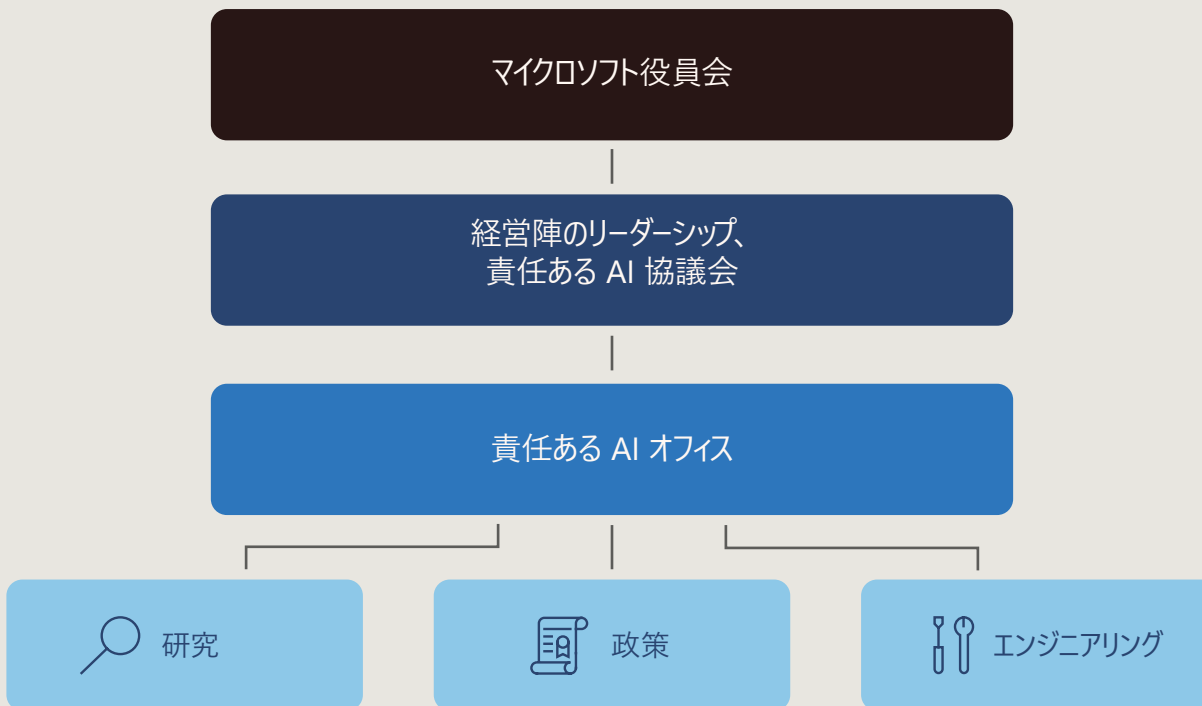 マイクロソフト役員会
経営陣のリーダーシップ、
責任ある AI 協議会
責任ある AI オフィス
研究
政策
エンジニアリング